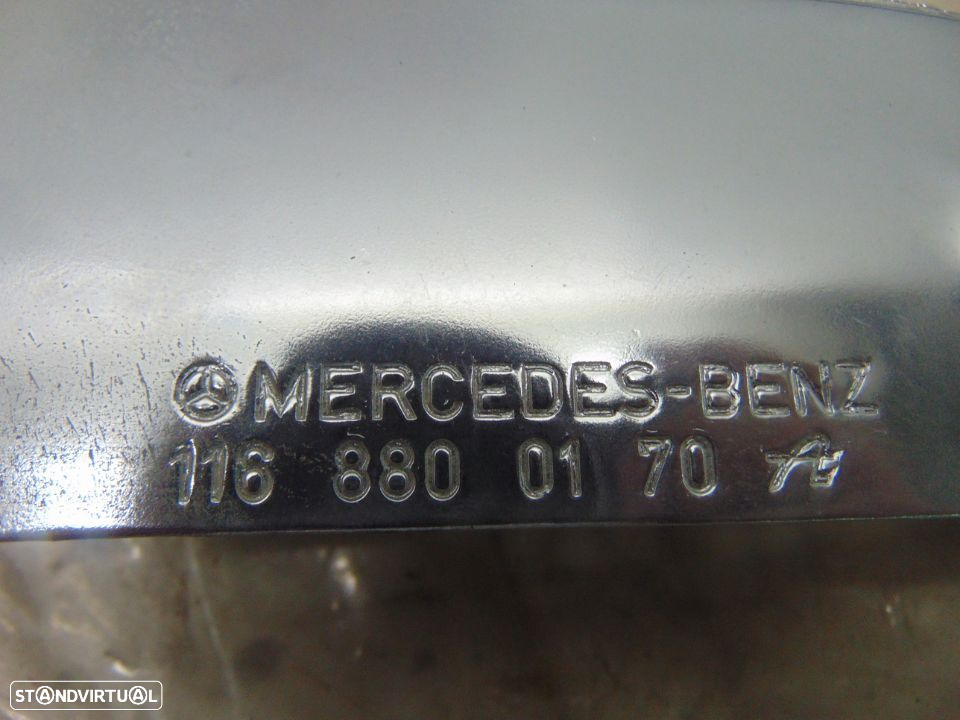 MERCEDES-BENZ
116 880 01 70
STANDVIRTUAL